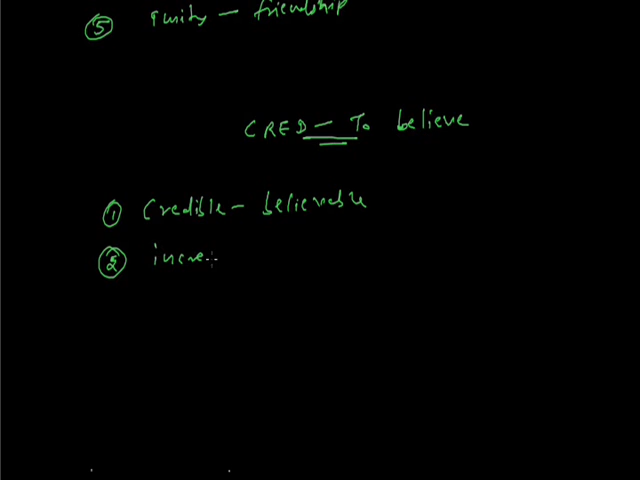 ⑤ – friendship
CRED – To believe
① Credible – believable
② incre